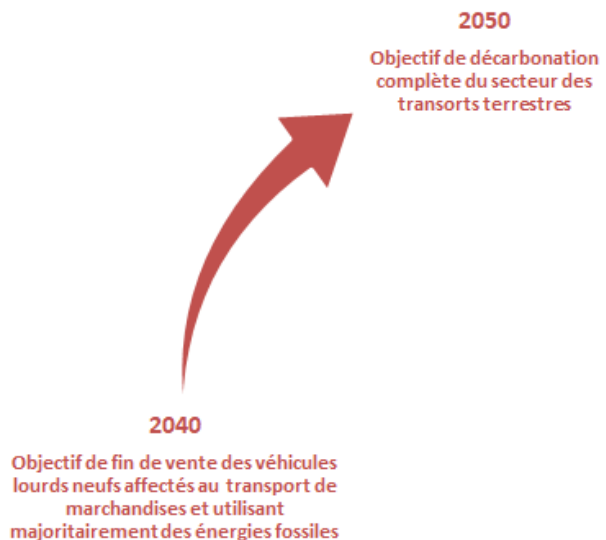 2050
Objectif de décarbonation
complète du secteur des
transorts terrestres
2040
Objectif de fin de vente des véhicules
lourds neufs affectés au transport de
marchandises et utilisant
majoritairement des énergies fossiles